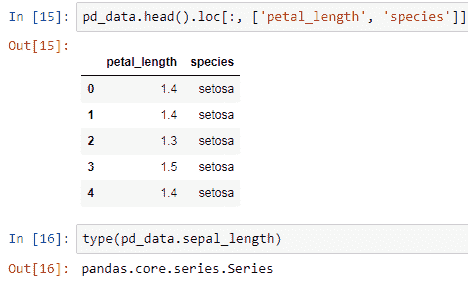 In [15]: pd_data.head().loc[:, ['petal_length', 'species']]
Out[15]:
petal_length species
0 1.4 setosa
1 1.4 setosa
2 1.3 setosa
3 1.5 setosa
4 1.4 setosa
In [16]: type(pd_data.sepal_length)
Out[16]: pandas.core.series.Series